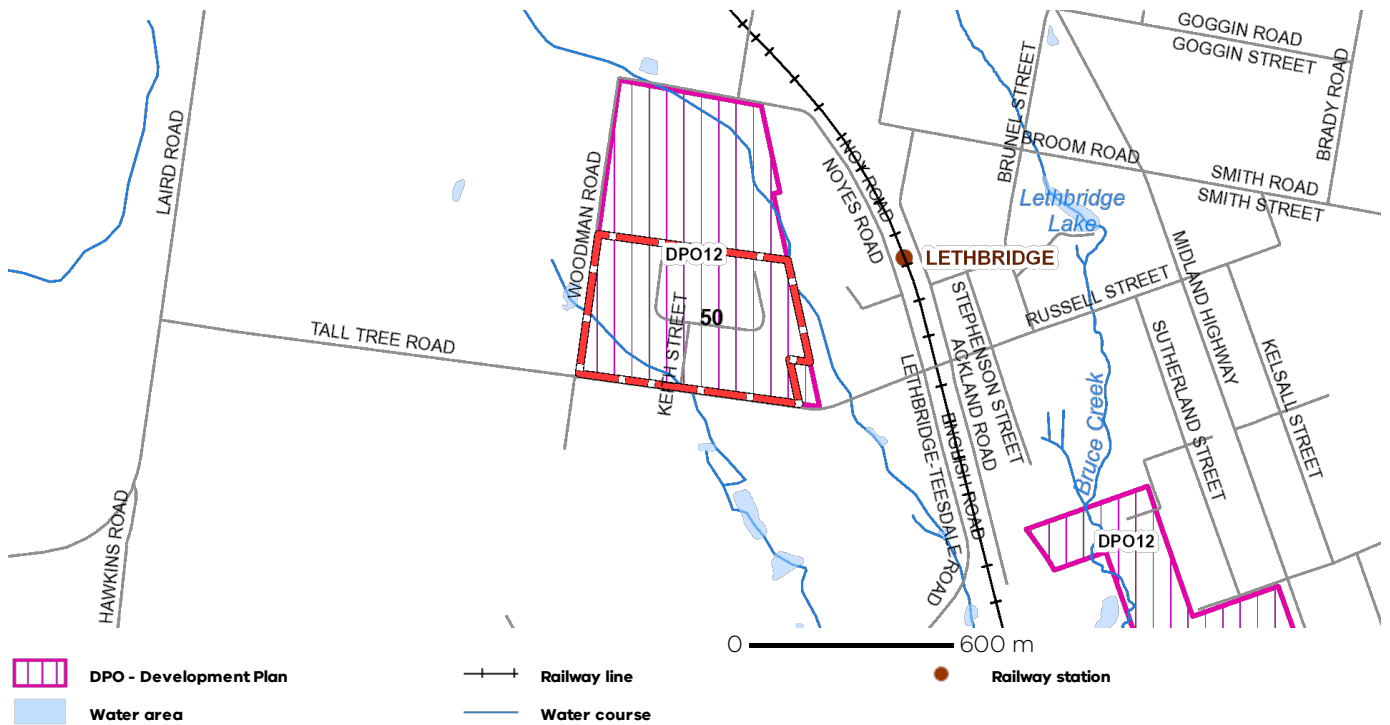 GOGGIN ROAD
GOGGIN STREET
BRADY ROAD
BRUNEL STREET
BROOM ROAD
SMITH ROAD
SMITH STREET
LAIRD ROAD
WOODMAN ROAD
NOYES ROAD
Lethbridge
Lake
DPO12
LETHBRIDGE
MIDLAND HIGHWAY
RUSSELL STREET
50
KEITH STREET
TALL TREE ROAD
STEPHENSON STREET
ACKLAND ROAD
SUTHERLAND STREET
KELSALL STREET
LETHBRIDGE-TEESDALE ROAD
ENGLISH ROAD
Bruce Creek
HAWKINS ROAD
DPO12
0 600 m
DPO - Development Plan
Railway line
Railway station
Water area
Water course